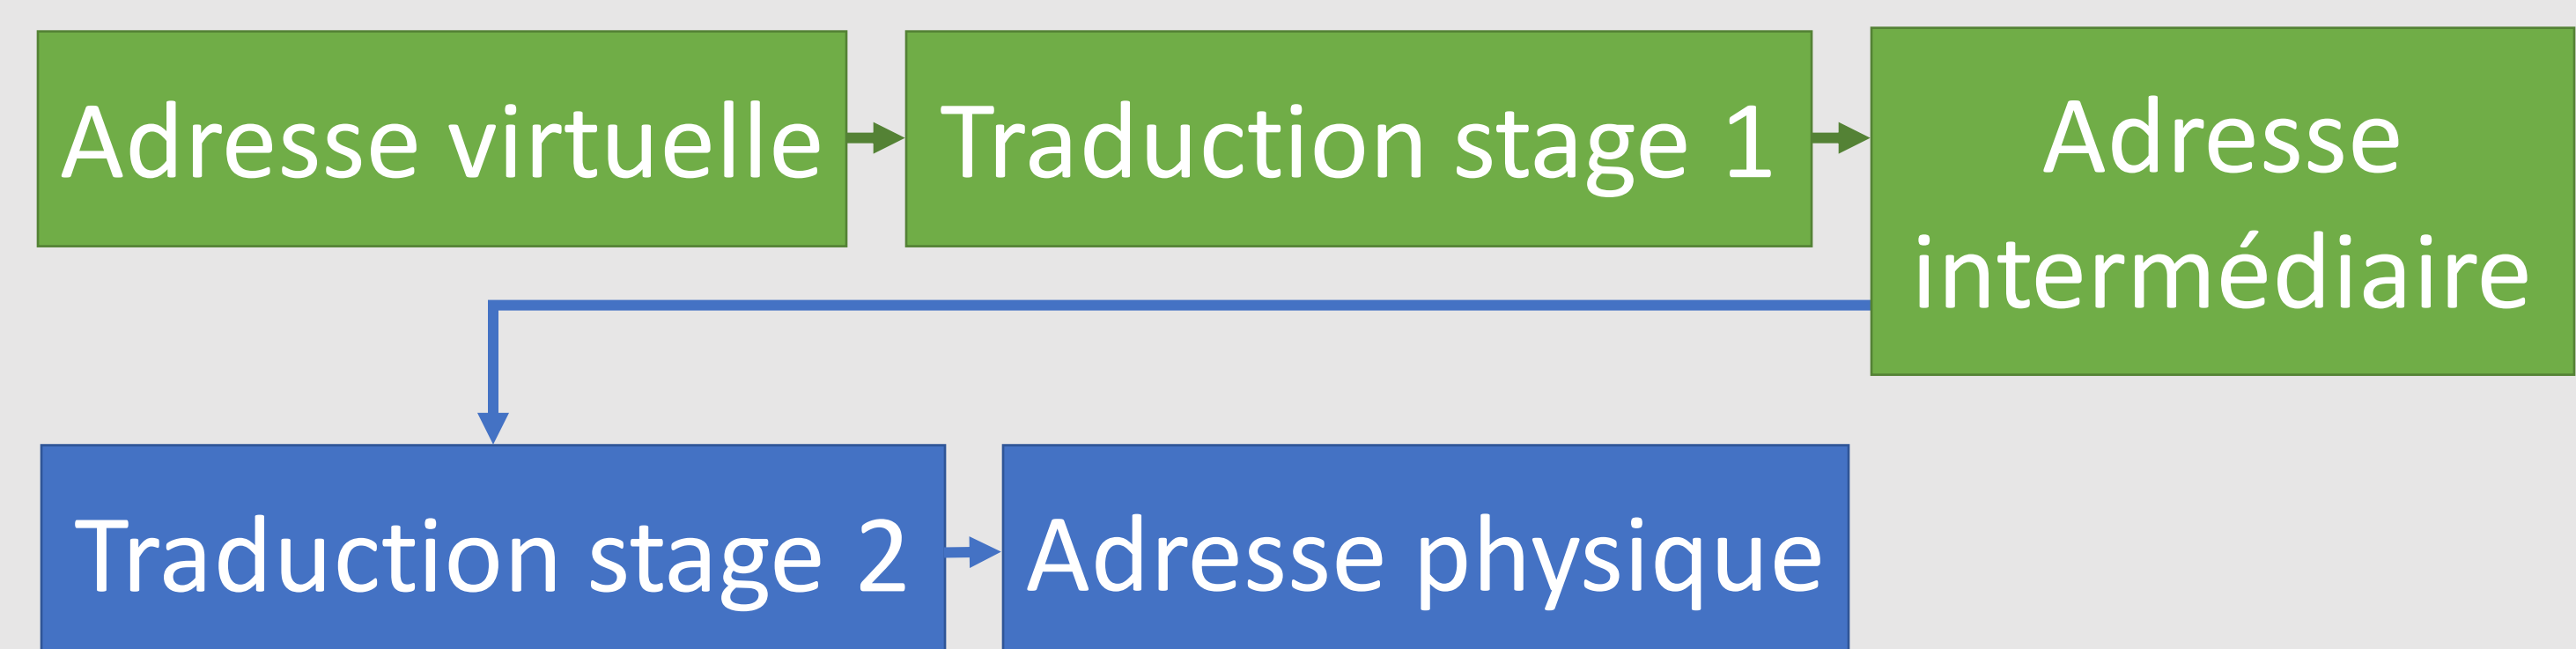 Adresse virtuelle
Traduction stage 1
Adresse
intermédiaire
Traduction stage 2
Adresse physique